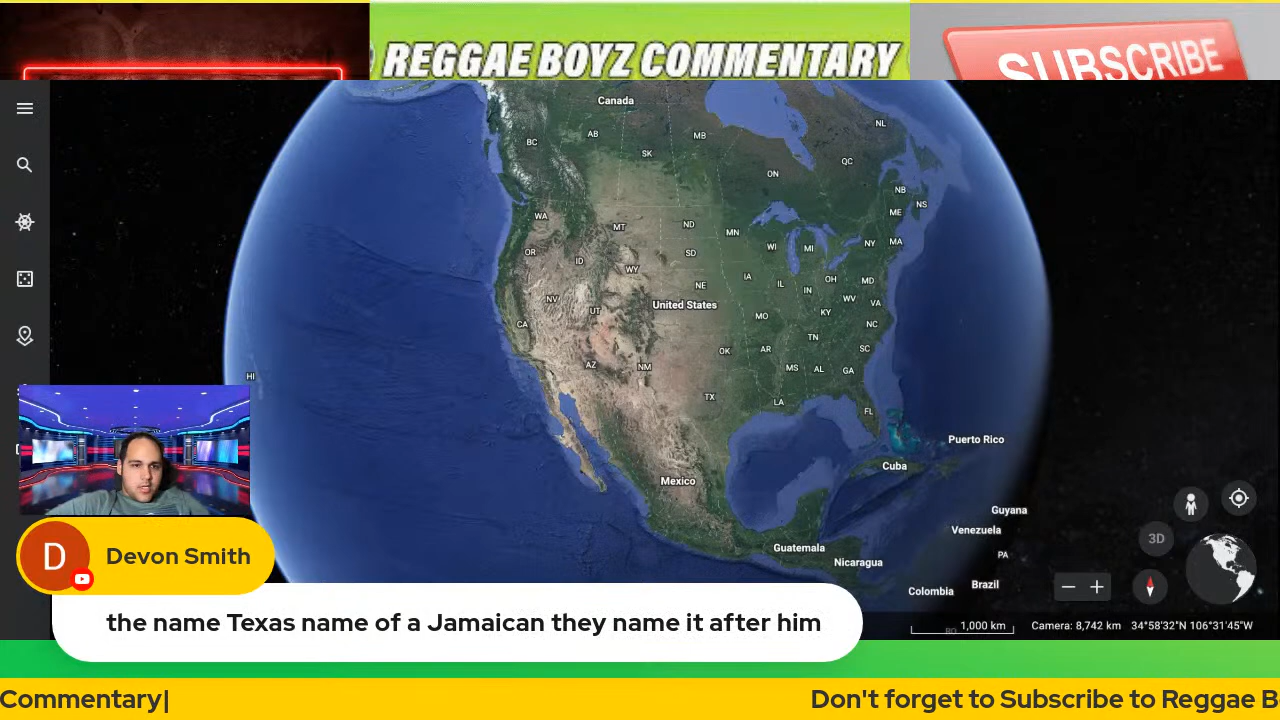 REGGAE BOYZ COMMENTARY
SUBSCRIBE
Canada
NL
BC
AB
MB
SK
QC
ON
NB
NS
ME
WA
MT
ND
MN
WI
MI
NY
MA
OR
ID
SD
WY
IA
OH
MD
NE
IL
IN
WV
VA
NV
UT
United States
MO
KY
CA
NC
TN
OK
AR
SC
AZ
NM
MS
AL
GA
HI
TX
LA
FL
Puerto Rico
Cuba
Mexico
Guyana
Venezuela
Guatemala
PA
Nicaragua
3D
Colombia
Brazil
D
Devon Smith
the name Texas name of a Jamaican they name it after him
1,000 km
Camera: 8,742 km
34°58'32"N 106°31'45"W
Commentary|
Don't forget to Subscribe to Reggae B